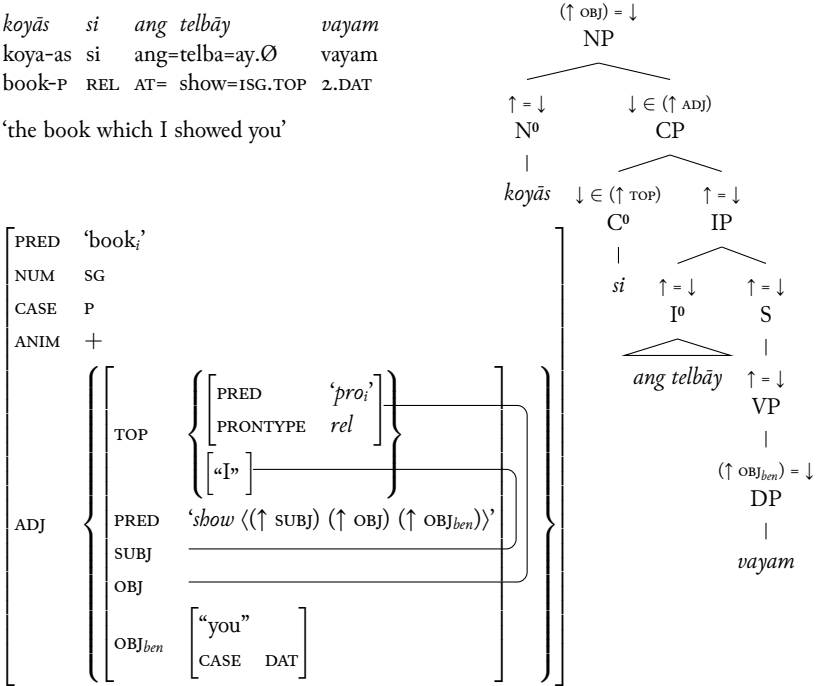 koyās si ang telbāy vayam
koya-as si ang=telba=ay.Ø vayam
book-P REL AT= show=1SG.TOP 2.DAT
‘the book which I showed you’
(↑ OBJ) = ↓
NP
↑ = ↓ ↓ ∈ (↑ ADJ)
N⁰ CP
koyās ↓ ∈ (↑ TOP) ↑ = ↓
C⁰ IP
si ↑ = ↓ ↑ = ↓
I⁰ S
ang telbāy ↑ = ↓
VP
(↑ OBJben) = ↓
DP
vayam
PRED ‘booki’
NUM SG
CASE P
ANIM +
ADJ
TOP
PRED ‘proi’
PRONTYPE rel
“I”
PRED ‘show ⟨(↑ SUBJ) (↑ OBJ) (↑ OBJben)⟩’
SUBJ
OBJ
OBJben
“you”
CASE DAT